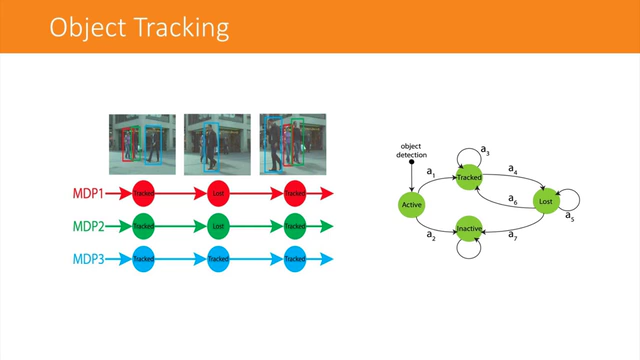 Object Tracking
MDP1 Tracked Lost Tracked
MDP2 Tracked Lost Tracked
MDP3 Tracked Tracked Tracked
object
detection
a1
a2
a3
a4
a5
a6
a7
Active
Tracked
Lost
Inactive